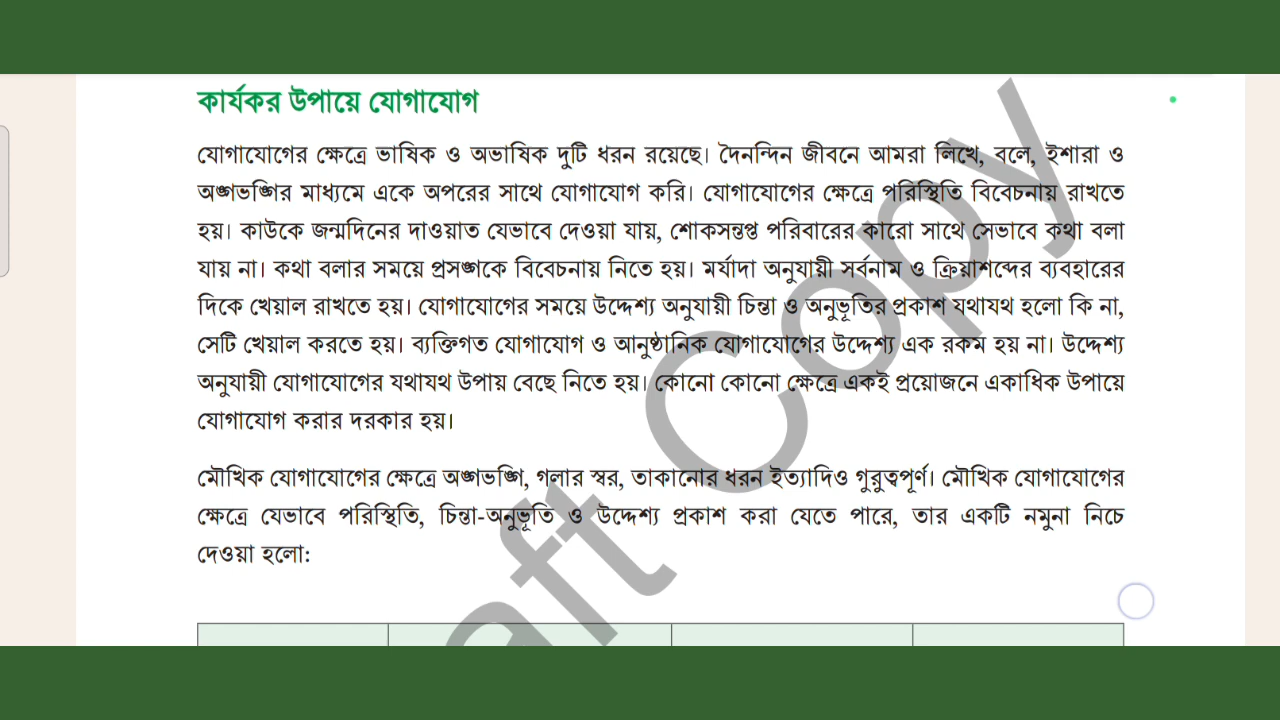 কার্যকর উপায়ে যোগাযোগ
যোগাযোগের ক্ষেত্রে ভাষিক ও অভাষিক দুটি ধরন রয়েছে। দৈনন্দিন জীবনে আমরা লিখে, বলে, ইশারা ও
অঙ্গভঙ্গির মাধ্যমে একে অপরের সাথে যোগাযোগ করি। যোগাযোগের ক্ষেত্রে পরিস্থিতি বিবেচনায় রাখতে
হয়। কাউকে জন্মদিনের দাওয়াত যেভাবে দেওয়া যায়, শোকসন্তপ্ত পরিবারের কারো সাথে সেভাবে কথা বলা
যায় না। কথা বলার সময়ে প্রসঙ্গকে বিবেচনায় নিতে হয়। মর্যাদা অনুযায়ী সর্বনাম ও ক্রিয়াশব্দের ব্যবহারের
দিকে খেয়াল রাখতে হয়। যোগাযোগের সময়ে উদ্দেশ্য অনুযায়ী চিন্তা ও অনুভূতির প্রকাশ যথাযথ হলো কি না,
সেটি খেয়াল করতে হয়। ব্যক্তিগত যোগাযোগ ও আনুষ্ঠানিক যোগাযোগের উদ্দেশ্য এক রকম হয় না। উদ্দেশ্য
অনুযায়ী যোগাযোগের যথাযথ উপায় বেছে নিতে হয়। কোনো কোনো ক্ষেত্রে একই প্রয়োজনে একাধিক উপায়ে
যোগাযোগ করার দরকার হয়।
মৌখিক যোগাযোগের ক্ষেত্রে অঙ্গভঙ্গি, গলার স্বর, তাকানোর ধরন ইত্যাদিও গুরুত্বপূর্ণ। মৌখিক যোগাযোগের
ক্ষেত্রে যেভাবে পরিস্থিতি, চিন্তা-অনুভূতি ও উদ্দেশ্য প্রকাশ করা যেতে পারে, তার একটি নমুনা নিচে
দেওয়া হলো:
aft Copy